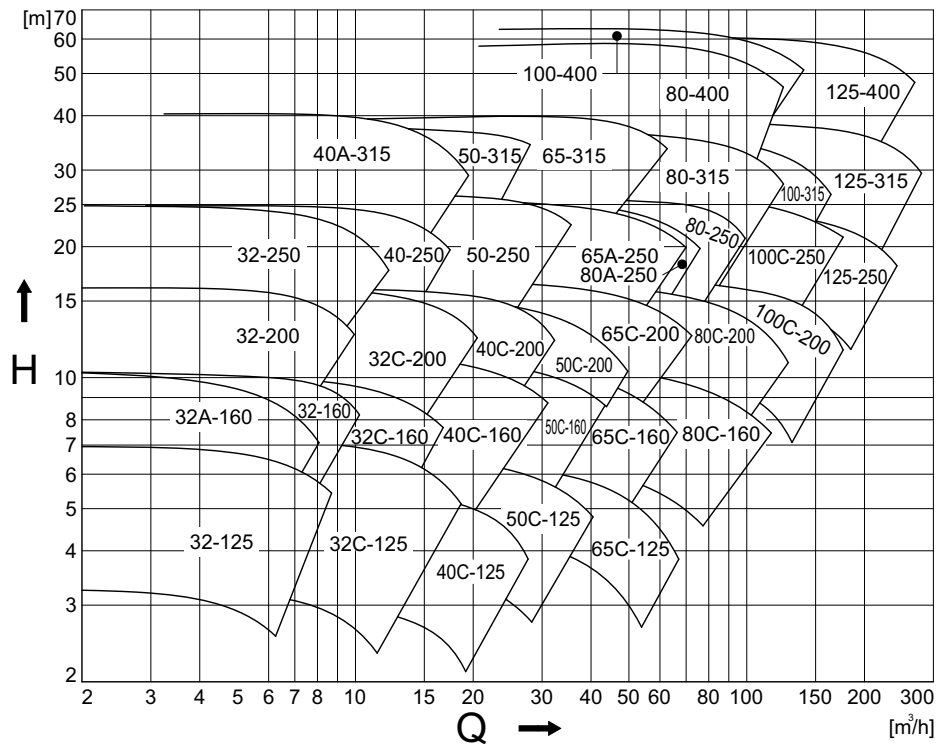 [m] 70
60
50
40
30
25
20
15
10
8
7
6
5
4
3
2
H
100-400
80-400
125-400
40A-315
50-315
65-315
80-315
100-315
125-315
32-250
40-250
50-250
65A-250
80A-250
80-250
100C-250
125-250
32-200
32C-200
40C-200
50C-200
65C-200
80C-200
100C-200
32A-160
32-160
32C-160
40C-160
50C-160
65C-160
80C-160
32-125
32C-125
40C-125
50C-125
65C-125
2 3 4 5 6 7 8 10 15 20 30 40 50 60 80 100 150 200 300
Q [m³/h]